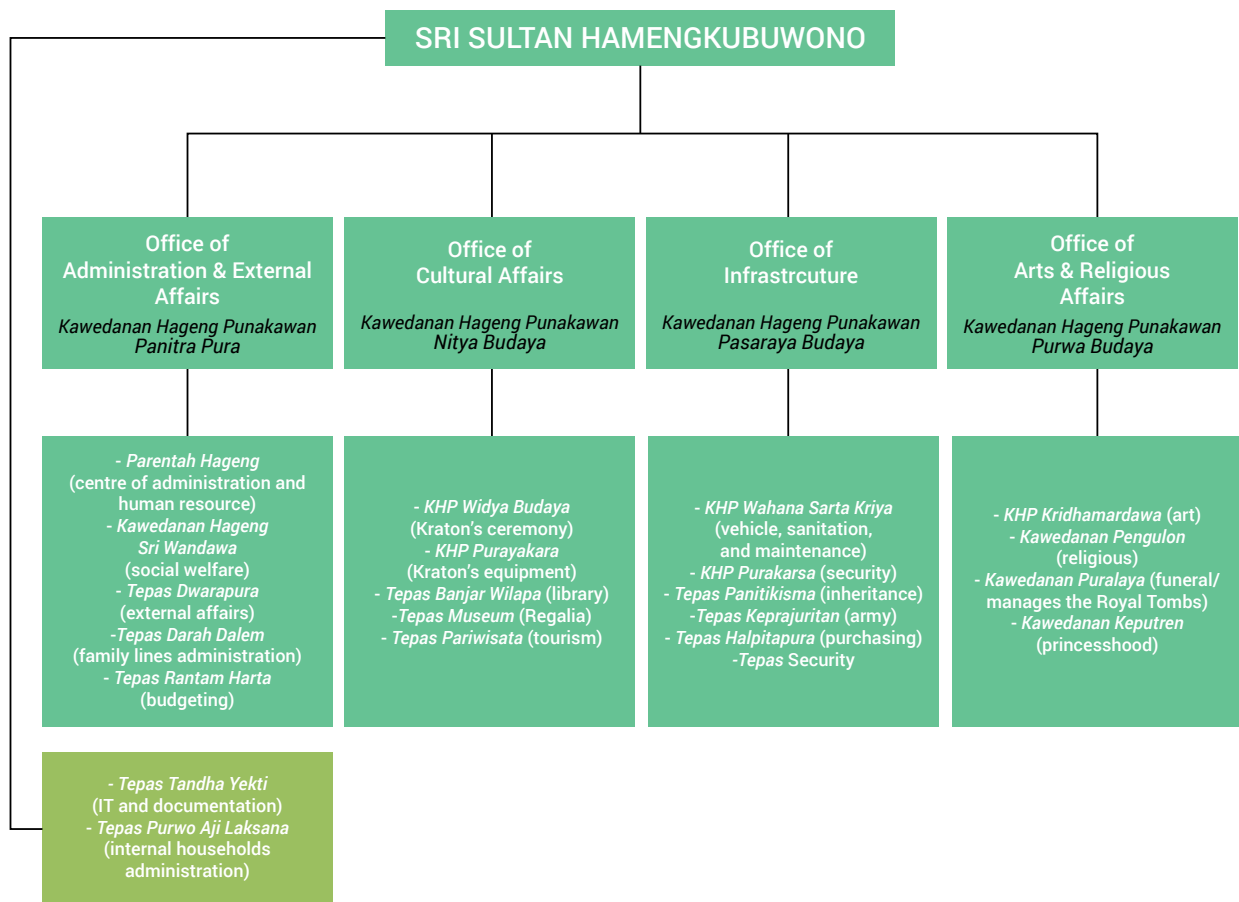 SRI SULTAN HAMENGKUBUWONO
Office of
Administration & External
Affairs
Kawedanan Hageng Punakawan
Panitra Pura
Office of
Cultural Affairs
Kawedanan Hageng Punakawan
Nitya Budaya
Office of
Infrastrcuture
Kawedanan Hageng Punakawan
Pasaraya Budaya
Office of
Arts & Religious
Affairs
Kawedanan Hageng Punakawan
Purwa Budaya
- Parentah Hageng
(centre of administration and
human resource)
- Kawedanan Hageng
Sri Wandawa
(social welfare)
- Tepas Dwarapura
(external affairs)
-Tepas Darah Dalem
(family lines administration)
- Tepas Rantam Harta
(budgeting)
- KHP Widya Budaya
(Kraton's ceremony)
- KHP Purayakara
(Kraton's equipment)
- Tepas Banjar Wilapa (library)
-Tepas Museum (Regalia)
- Tepas Pariwisata (tourism)
- KHP Wahana Sarta Kriya
(vehicle, sanitation,
and maintenance)
- KHP Purakarsa (security)
- Tepas Panitikisma (inheritance)
-Tepas Keprajuritan (army)
- Tepas Halpitapura (purchasing)
-Tepas Security
- KHP Kridhamardawa (art)
- Kawedanan Pengulon
(religious)
- Kawedanan Puralaya (funeral/
manages the Royal Tombs)
- Kawedanan Keputren
(princesshood)
- Tepas Tandha Yekti
(IT and documentation)
- Tepas Purwo Aji Laksana
(internal households
administration)